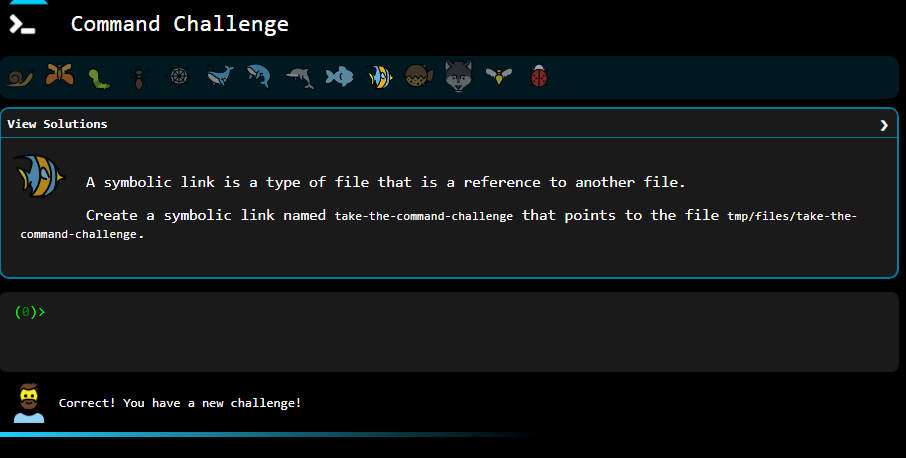 Command Challenge
View Solutions
A symbolic link is a type of file that is a reference to another file.
Create a symbolic link named take-the-command-challenge that points to the file tmp/files/take-the-
command-challenge.
(0)>
Correct! You have a new challenge!